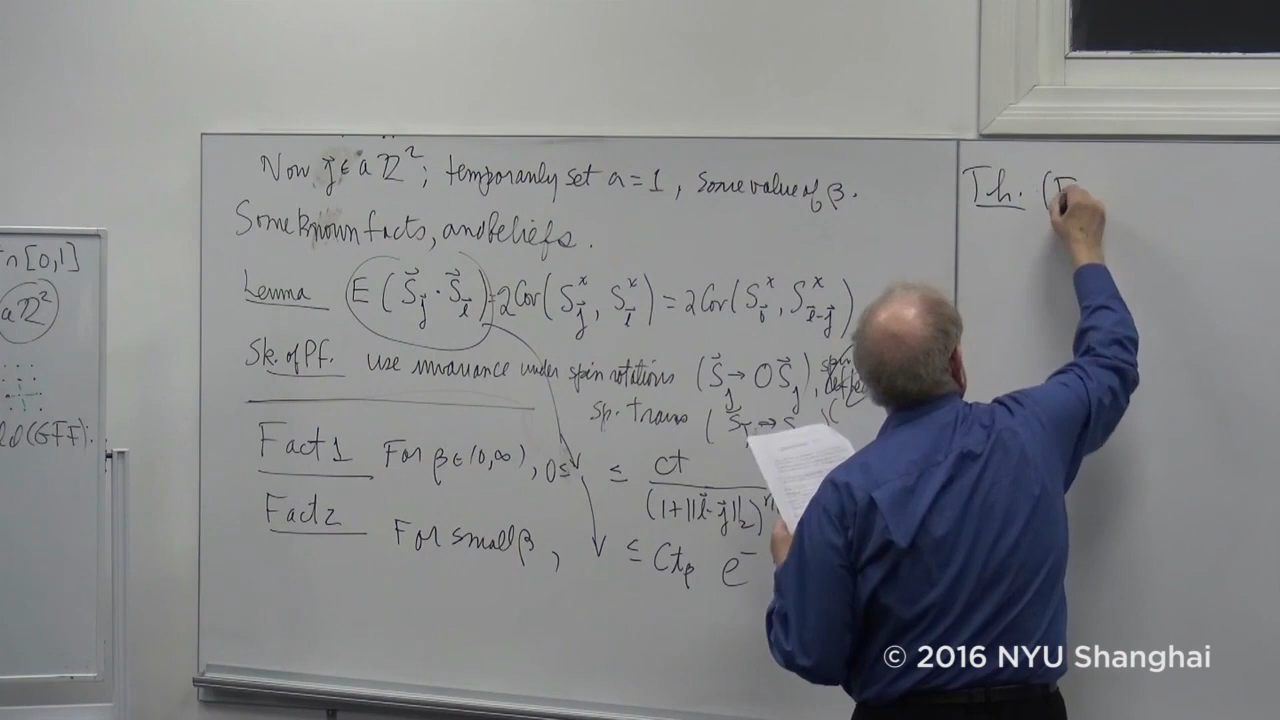 Now j⃗ ∈ aZ²; temporarily set a = 1, some value of β.
Some known facts, and beliefs.
Lemma E(S⃗_j⃗ · S⃗_l⃗) = 2Cov(S^x_j⃗, S^x_l⃗) = 2Cov(S^x_0⃗, S^x_{l⃗-j⃗})
Sk. of Pf. use invariance under spin rotations (S⃗_j⃗ → OS⃗_j⃗), spin
sp. trans (S⃗_j⃗ → S
Fact 1 For β∈(0,∞), 0 ≤ ≤ ct / (1+||l⃗-j⃗||₂)
Fact 2 For small β, ≤ Ct_β e^-
Th. (
n [0,1]
aZ²
(GFF).
© 2016 NYU Shanghai